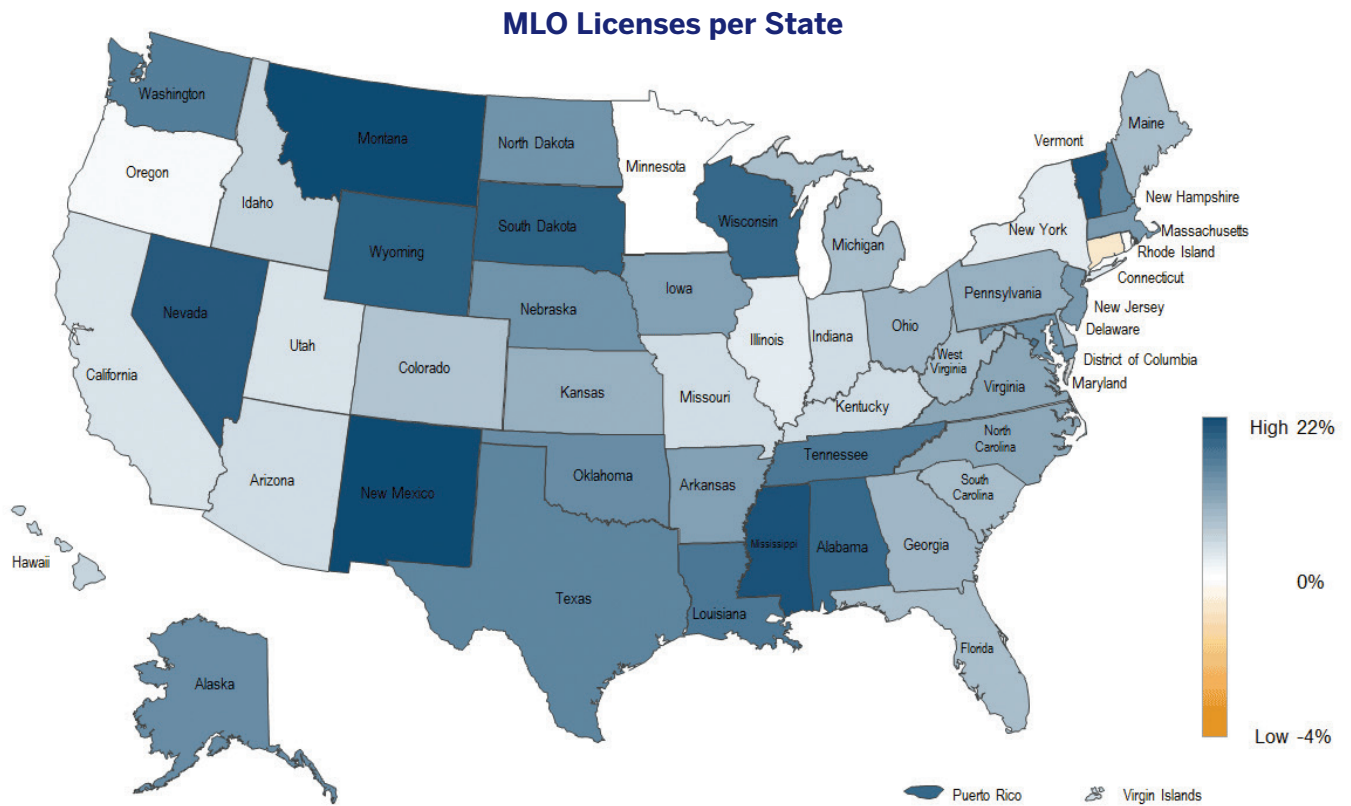 MLO Licenses per State
Washington
Montana
North Dakota
Minnesota
Vermont
Maine
Oregon
Idaho
Wyoming
South Dakota
Wisconsin
Michigan
New York
New Hampshire
Massachusetts
Rhode Island
Connecticut
Nevada
Utah
Colorado
Nebraska
Iowa
Illinois
Indiana
Ohio
Pennsylvania
New Jersey
Delaware
District of Columbia
Maryland
West
Virginia
Virginia
California
Arizona
New Mexico
Kansas
Missouri
Kentucky
Oklahoma
Arkansas
Tennessee
North
Carolina
South
Carolina
Mississippi
Alabama
Georgia
Texas
Louisiana
Florida
Hawaii
Alaska
High 22%
0%
Low -4%
Puerto Rico
Virgin Islands